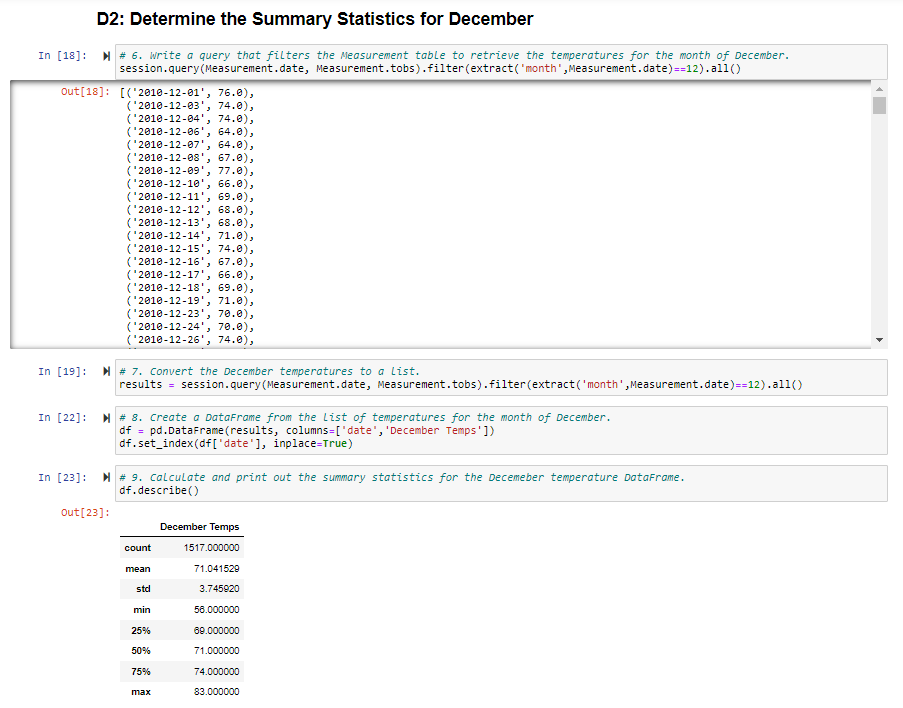 D2: Determine the Summary Statistics for December
In [18]:
# 6. Write a query that filters the Measurement table to retrieve the temperatures for the month of December.
session.query(Measurement.date, Measurement.tobs).filter(extract('month',Measurement.date)==12).all()
Out[18]:
[('2010-12-01', 76.0),
('2010-12-03', 74.0),
('2010-12-04', 74.0),
('2010-12-06', 64.0),
('2010-12-07', 64.0),
('2010-12-08', 67.0),
('2010-12-09', 77.0),
('2010-12-10', 66.0),
('2010-12-11', 69.0),
('2010-12-12', 68.0),
('2010-12-13', 68.0),
('2010-12-14', 71.0),
('2010-12-15', 74.0),
('2010-12-16', 67.0),
('2010-12-17', 66.0),
('2010-12-18', 69.0),
('2010-12-19', 71.0),
('2010-12-23', 70.0),
('2010-12-24', 70.0),
('2010-12-26', 74.0),
In [19]:
# 7. Convert the December temperatures to a list.
results = session.query(Measurement.date, Measurement.tobs).filter(extract('month',Measurement.date)==12).all()
In [22]:
# 8. Create a DataFrame from the list of temperatures for the month of December.
df = pd.DataFrame(results, columns=['date','December Temps'])
df.set_index(df['date'], inplace=True)
In [23]:
# 9. Calculate and print out the summary statistics for the Decemeber temperature DataFrame.
df.describe()
Out[23]:
December Temps
count 1517.000000
mean 71.041529
std 3.745920
min 56.000000
25% 69.000000
50% 71.000000
75% 74.000000
max 83.000000